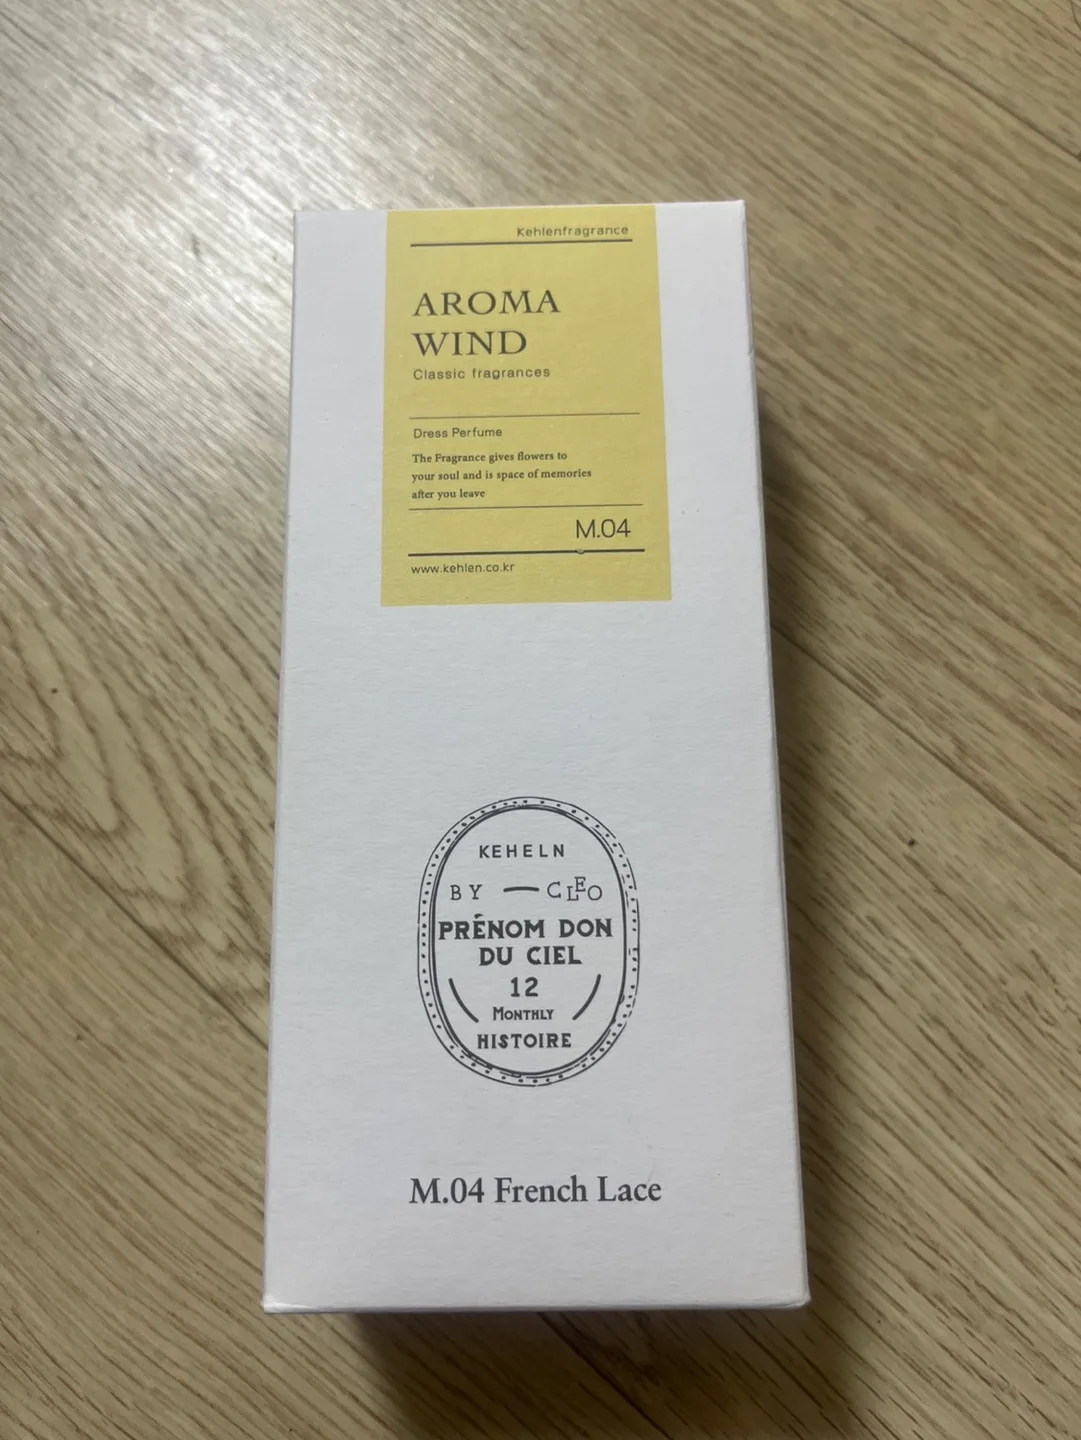 Kehlenfragrance
AROMA
WIND
Classic fragrances
Dress Perfume
The Fragrance gives flowers to
your soul and is space of memories
after you leave
M.04
www.kehlen.co.kr
KEHELN
BY — CLEO
PRÉNOM DON
DU CIEL
12
MONTHLY
HISTOIRE
M.04 French Lace